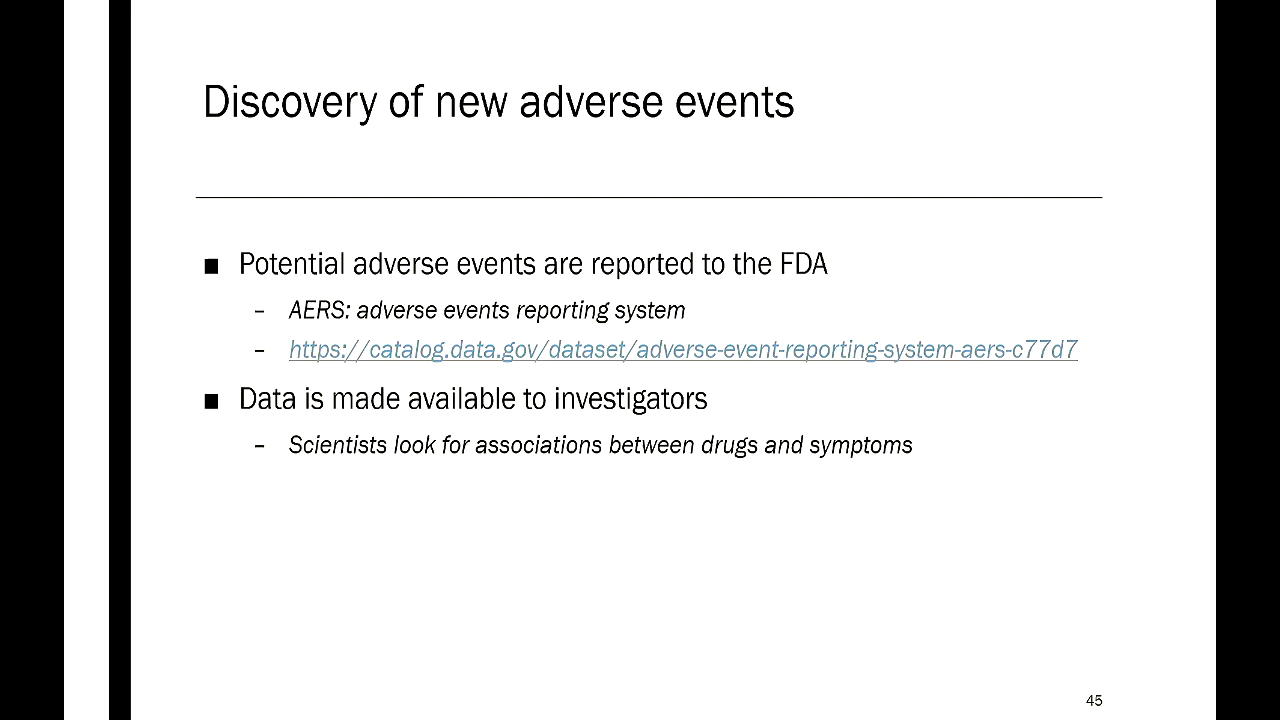 Discovery of new adverse events
■ Potential adverse events are reported to the FDA
– AERS: adverse events reporting system
– https://catalog.data.gov/dataset/adverse-event-reporting-system-aers-c77d7
■ Data is made available to investigators
– Scientists look for associations between drugs and symptoms
45